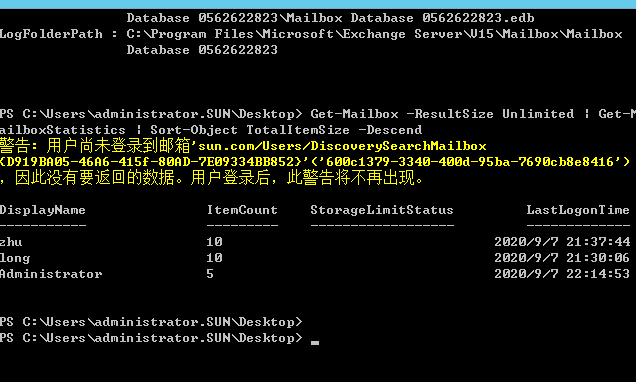 Database 0562622823\Mailbox Database 0562622823.edb
LogFolderPath : C:\Program Files\Microsoft\Exchange Server\V15\Mailbox\Mailbox
Database 0562622823
PS C:\Users\administrator.SUN\Desktop> Get-Mailbox -ResultSize Unlimited | Get-M
ailboxStatistics | Sort-Object TotalItemSize -Descend
警告: 用户尚未登录到邮箱'sun.com/Users/DiscoverySearchMailbox
{D919BA05-46A6-415f-80AD-7E09334BB852}'('600c1379-3340-400d-95ba-7690cb8e8416')
，因此没有要返回的数据。用户登录后，此警告将不再出现。
DisplayName ItemCount StorageLimitStatus LastLogonTime
----------- --------- ------------------ -------------
zhu 10 2020/9/7 21:37:44
long 10 2020/9/7 21:30:06
Administrator 5 2020/9/7 22:14:53
PS C:\Users\administrator.SUN\Desktop>
PS C:\Users\administrator.SUN\Desktop> _